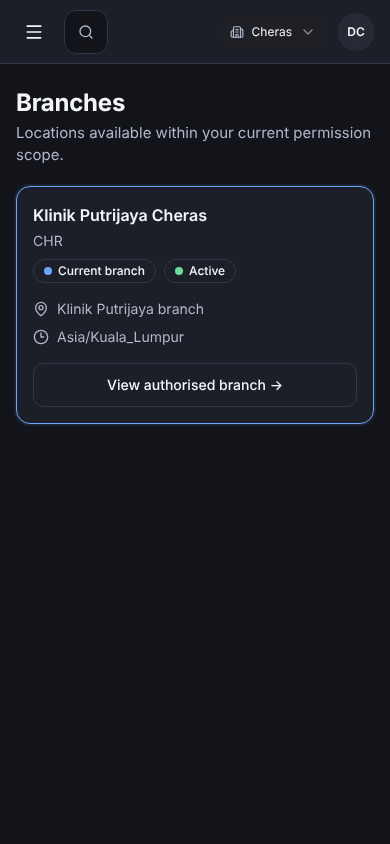 Cheras
DC
Branches
Locations available within your current permission
scope.
Klinik Putrijaya Cheras
CHR
Current branch
Active
Klinik Putrijaya branch
Asia/Kuala_Lumpur
View authorised branch →